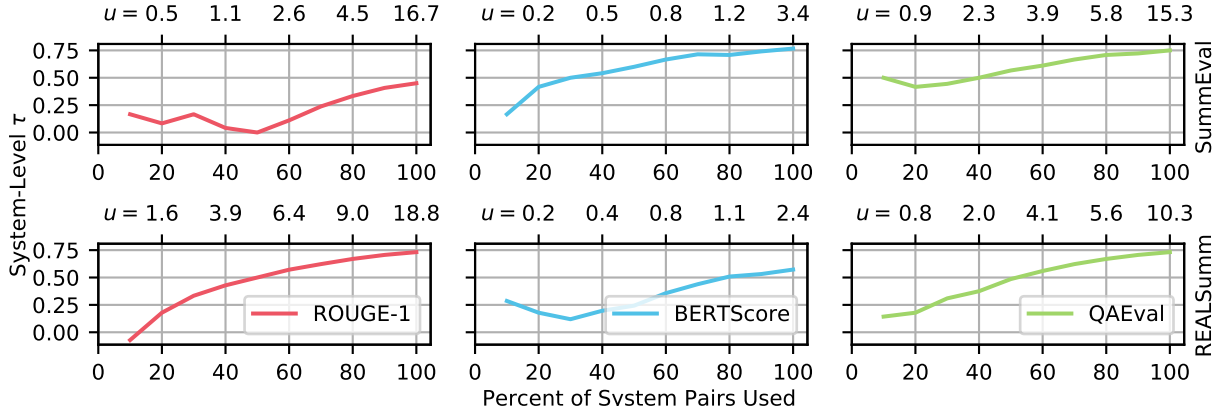 u = 0.5 1.1 2.6 4.5 16.7
u = 0.2 0.5 0.8 1.2 3.4
u = 0.9 2.3 3.9 5.8 15.3
0.75
0.50
0.25
0.00
0 20 40 60 80 100
0 20 40 60 80 100
0 20 40 60 80 100
SummEval
System-Level τ
u = 1.6 3.9 6.4 9.0 18.8
u = 0.2 0.4 0.8 1.1 2.4
u = 0.8 2.0 4.1 5.6 10.3
0.75
0.50
0.25
0.00
ROUGE-1
BERTScore
QAEval
0 20 40 60 80 100
0 20 40 60 80 100
0 20 40 60 80 100
REALSumm
Percent of System Pairs Used